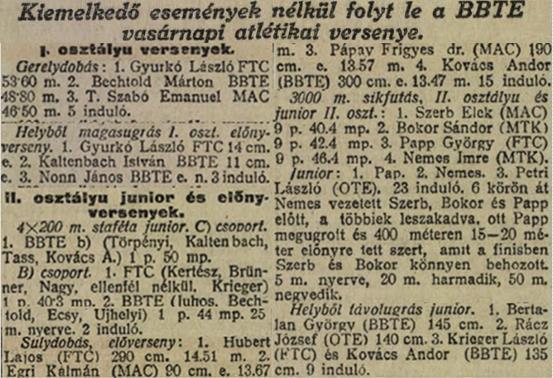 Kiemelkedő események nélkül folyt le a BBTE
vasárnapi atlétikai versenye.
I. osztályu versenyek.
Gerelydobás: 1. Gyurkó László FTC
53·60 m. 2. Bechtold Márton BBTE
48·80 m. 3. T. Szabó Emanuel MAC
46·50 m. 5 induló.
Helyből magasugrás I. oszt. előny-
verseny. 1. Gyurkó László FTC 14 cm.
e. 2. Kaltenbach István BBTE 11 cm.
e. 3. Nonn János BBTE e. n. 3 induló.
II. osztályu junior és előny-
versenyek.
4×200 m. staféta junior. C) csoport.
1. BBTE b) (Törpényi, Kaltenbach,
Tass, Kovács A.) 1 p. 50 mp.
B) csoport. 1. FTC (Kertész, Brün-
ner, Nagy, ellenfél nélkül, Krieger)
1 p. 40·3 mp. 2. BBTE (Juhos, Bech-
told, Ecsy, Ujhelyi) 1 p. 44 mp. 25
m. nyerve. 2 induló.
Sulydobás, előverseny: 1. Hubert
Lajos (FTC) 290 cm. 14.51 m. 2.
Egri Kálmán (MAC) 90 cm. e. 13.67
m. 3. Pápay Frigyes dr. (MAC) 190
cm. e. 13.57 m. 4. Kovács Andor
(BBTE) 300 cm. e. 13.47 m. 15 induló.
3000 m. sikfutás, II. osztályu és
junior II. oszt.: 1. Szerb Elek (MAC)
9 p. 40.4 mp. 2. Bokor Sándor (MTK)
9 p. 42.4 mp. 3. Papp György (FTC)
9 p. 46.4 mp. 4. Nemes Imre (MTK).
Junior: 1. Pap. 2. Nemes. 3. Petri
László (OTE). 23 induló. 6 körön át
Nemes vezetett Szerb, Bokor és Papp
előtt, a többiek leszakadva, ott Papp
megugrott és 400 méteren 15—20 mé-
ter előnyre tett szert, amit a finisben
Szerb és Bokor könnyen behozott.
5 m. nyerve, 20 m. harmadik, 50 m.
negyedik.
Helyből távolugrás junior. 1. Berta-
lan György (BBTE) 145 cm. 2. Rácz
József (OTE) 140 cm. 3. Krieger László
(FTC) és Kovács Andor (BBTE) 135
cm. 9 induló.